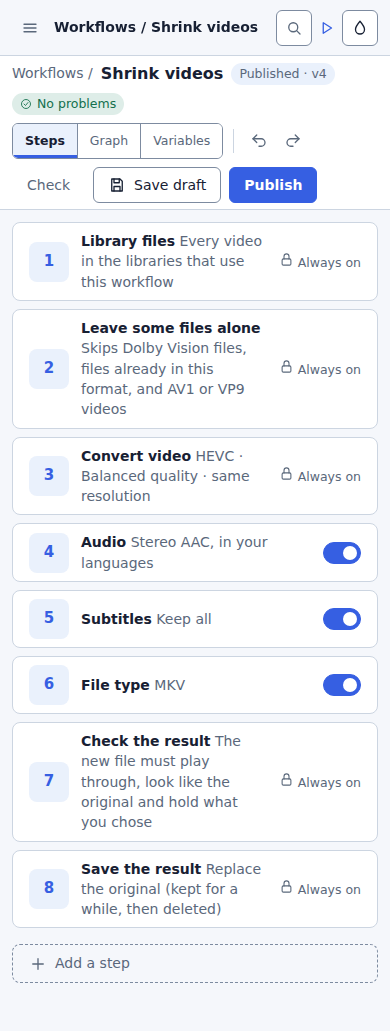 Workflows / Shrink videos
Workflows / Shrink videos Published · v4
No problems
Steps Graph Variables
Check Save draft Publish
1
Library files Every video
in the libraries that use
this workflow
Always on
2
Leave some files alone
Skips Dolby Vision files,
files already in this
format, and AV1 or VP9
videos
Always on
3
Convert video HEVC ·
Balanced quality · same
resolution
Always on
4
Audio Stereo AAC, in your
languages
5
Subtitles Keep all
6
File type MKV
7
Check the result The
new file must play
through, look like the
original and hold what
you chose
Always on
8
Save the result Replace
the original (kept for a
while, then deleted)
Always on
Add a step